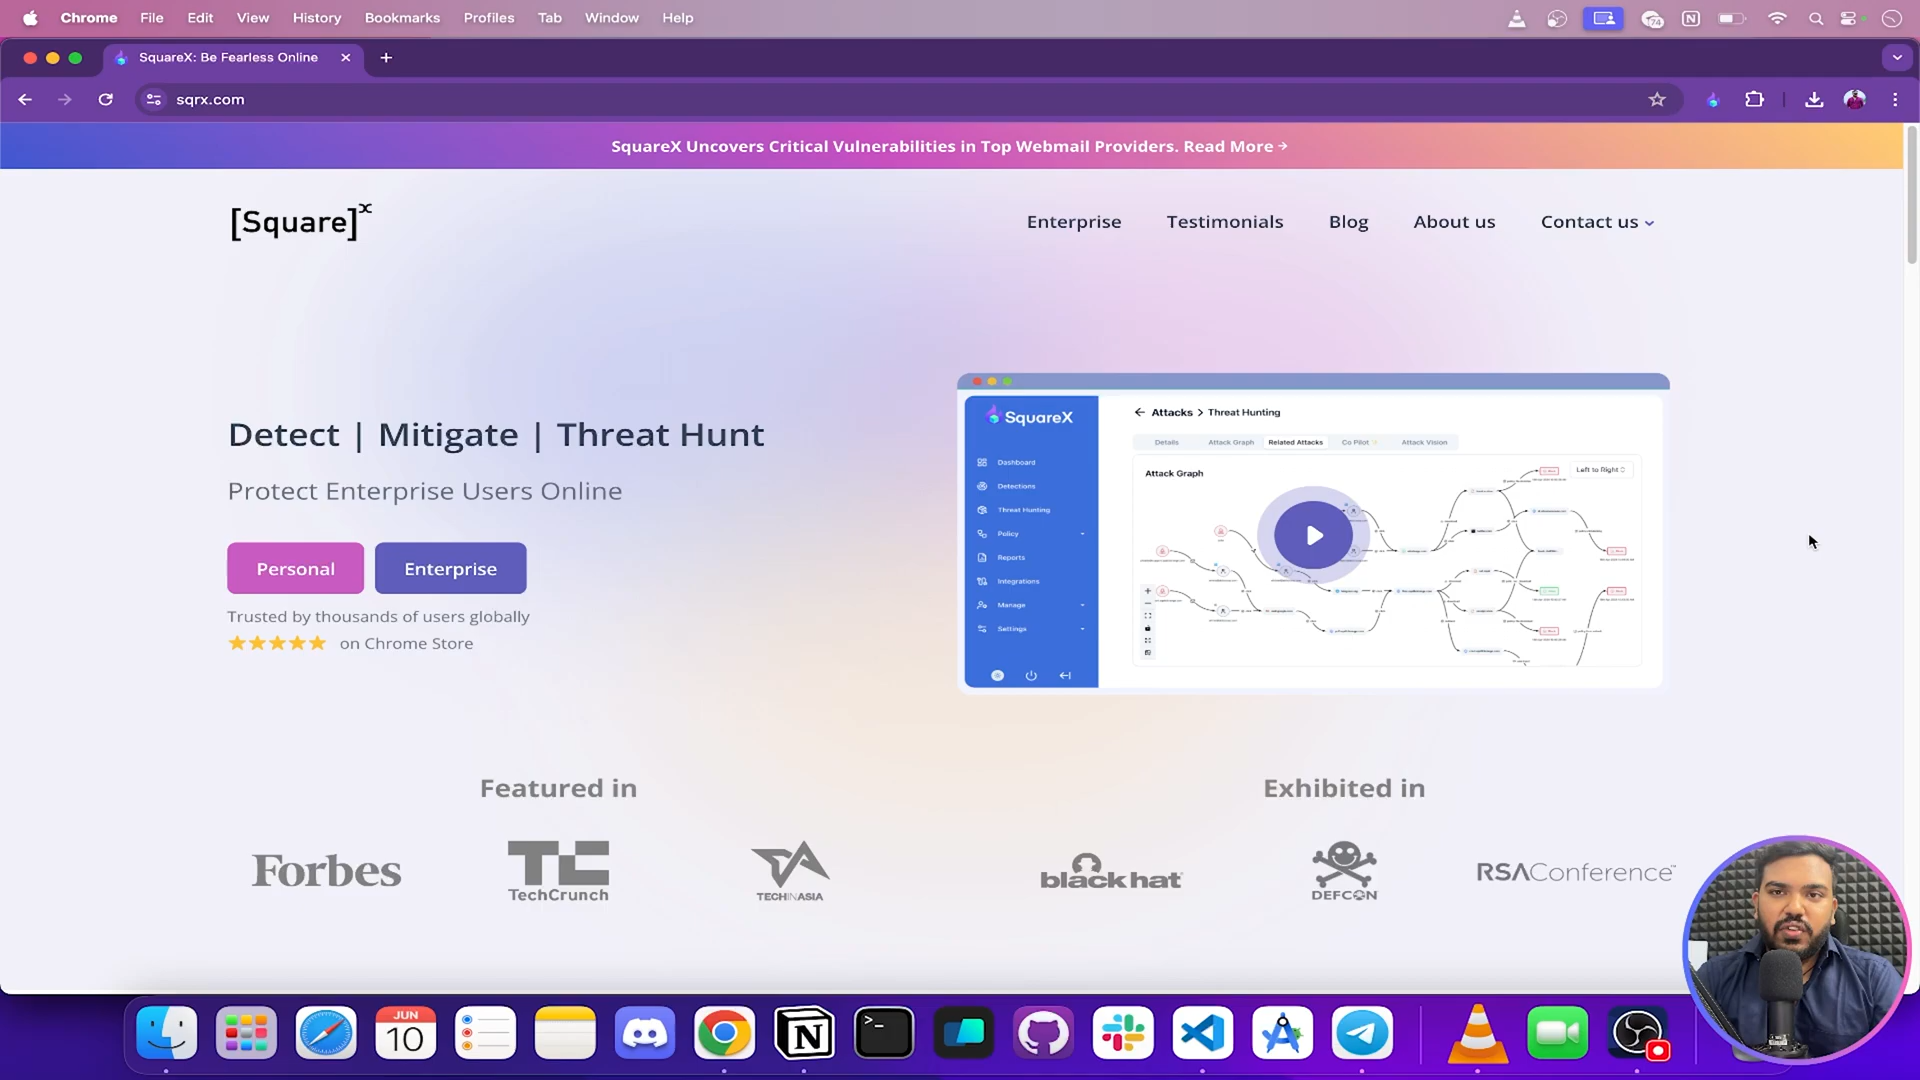 Chrome File Edit View History Bookmarks Profiles Tab Window Help
74
SquareX: Be Fearless Online
sqrx.com
SquareX Uncovers Critical Vulnerabilities in Top Webmail Providers. Read More →
[Square]x
Enterprise Testimonials Blog About us Contact us
Detect | Mitigate | Threat Hunt
Protect Enterprise Users Online
Personal Enterprise
Trusted by thousands of users globally
on Chrome Store
SquareX
Dashboard
Detections
Threat Hunting
Policy
Reports
Integrations
Manage
Settings
← Attacks > Threat Hunting
Details Attack Graph Related Attacks Co Pilot Attack Vision
Attack Graph
Left to Right
Featured in
Exhibited in
Forbes
TC
TechCrunch
TECHINASIA
black hat
DEFCON
RSAConference™
JUN
10